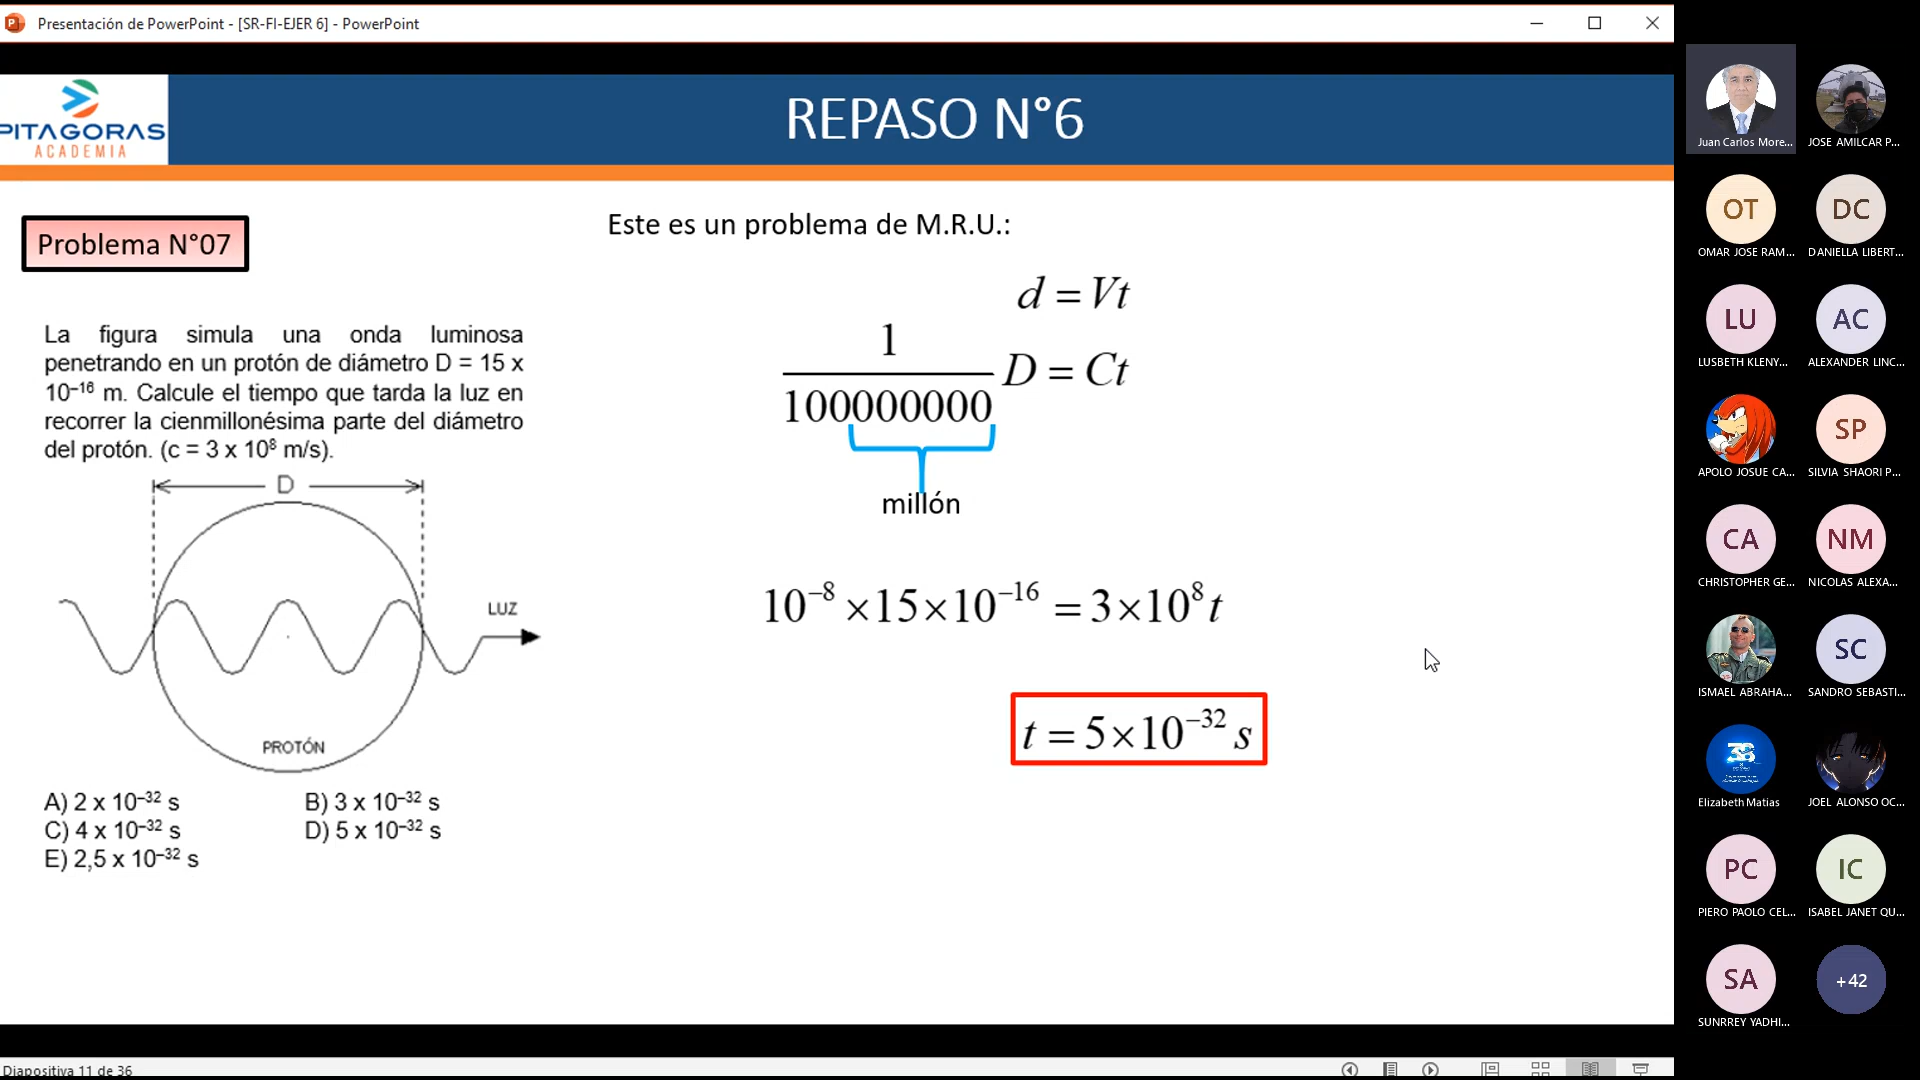 Presentación de PowerPoint - [SR-FI-EJER 6] - PowerPoint
PITAGORAS
ACADEMIA
REPASO N°6
Problema N°07
La figura simula una onda luminosa
penetrando en un protón de diámetro D = 15 x
10⁻¹⁶ m. Calcule el tiempo que tarda la luz en
recorrer la cienmillonésima parte del diámetro
del protón. (c = 3 x 10⁸ m/s).
D
LUZ
PROTÓN
A) 2 x 10⁻³² s
B) 3 x 10⁻³² s
C) 4 x 10⁻³² s
D) 5 x 10⁻³² s
E) 2,5 x 10⁻³² s
Este es un problema de M.R.U.:
d = Vt
1
100000000
D = Ct
millón
10⁻⁸ ×15×10⁻¹⁶ = 3×10⁸ t
t = 5×10⁻³² s
Juan Carlos More...
JOSE AMILCAR P...
OT
OMAR JOSE RAM...
DC
DANIELLA LIBERT...
LU
LUSBETH KLENY...
AC
ALEXANDER LINC...
APOLO JOSUE CA...
SP
SILVIA SHAORI P...
CA
CHRISTOPHER GE...
NM
NICOLAS ALEXA...
ISMAEL ABRAHA...
SC
SANDRO SEBASTI...
Elizabeth Matias
JOEL ALONSO OC...
PC
PIERO PAOLO CEL...
IC
ISABEL JANET QU...
SA
SUNRREY YADHI...
+42
Diapositiva 11 de 36